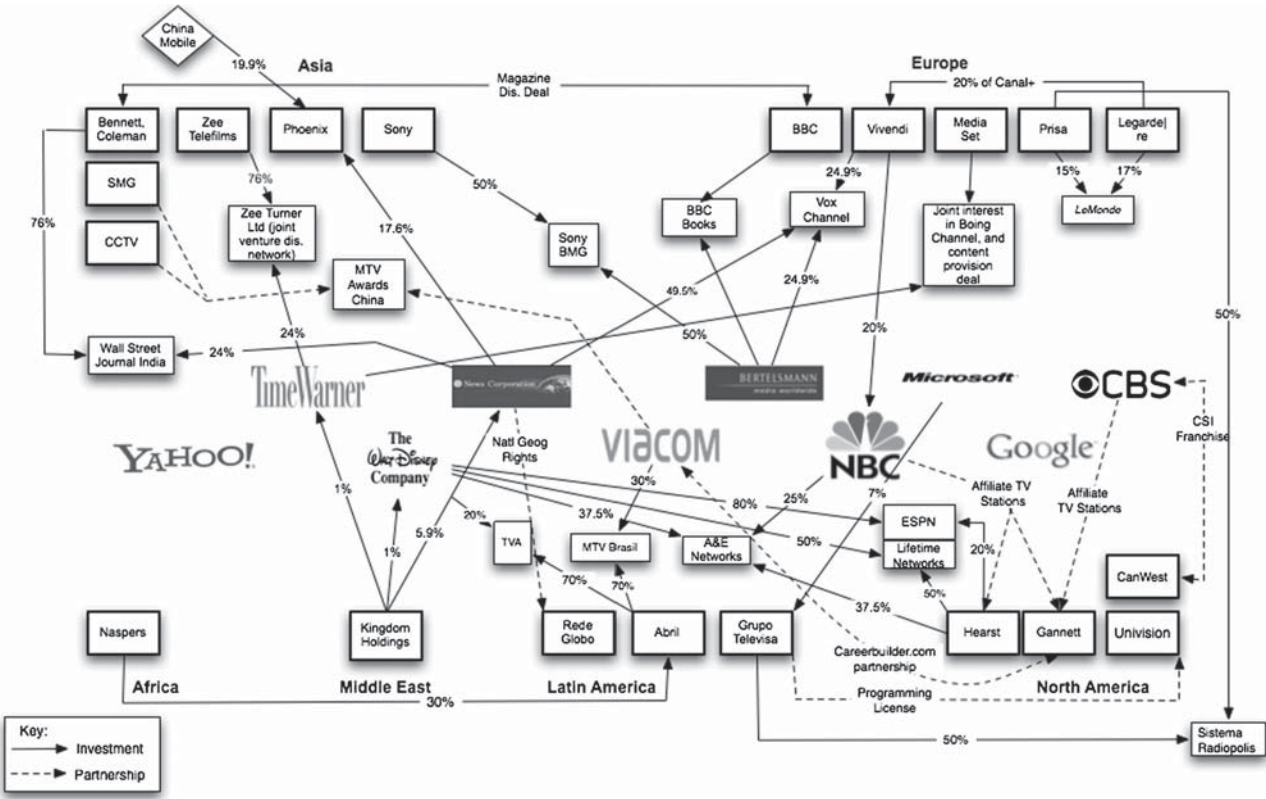 China
Mobile
19.9%
Asia
Europe
Magazine
Dis. Deal
20% of Canal+
Bennett,
Coleman
Zee
Telefilms
Phoenix
Sony
BBC
Vivendi
Media
Set
Prisa
Legarde|
re
SMG
CCTV
76%
76%
50%
24.9%
15%
17%
Zee Turner
Ltd (joint
venture dis.
network)
17.6%
Sony
BMG
BBC
Books
Vox
Channel
Joint interest
in Boing
Channel, and
content
provision
deal
LeMonde
MTV
Awards
China
49.5%
24.9%
50%
24%
50%
20%
Wall Street
Journal India
24%
TimeWarner
News Corporation
BERTELSMANN
media worldwide
Microsoft
CBS
CSI
Franchise
YAHOO!
The
Walt Disney
Company
Natl Geog
Rights
VIACOM
NBC
Google
1%
1%
5.9%
20%
37.5%
30%
80%
25%
7%
50%
Affiliate TV
Stations
Affiliate
TV Stations
TVA
MTV Brasil
A&E
Networks
ESPN
Lifetime
Networks
20%
70%
70%
50%
37.5%
CanWest
Naspers
Kingdom
Holdings
Rede
Globo
Abril
Grupo
Televisa
Hearst
Gannett
Univision
Careerbuilder.com
partnership
Africa
Middle East
Latin America
North America
30%
Programming
License
50%
Sistema
Radiopolis
Key:
Investment
Partnership